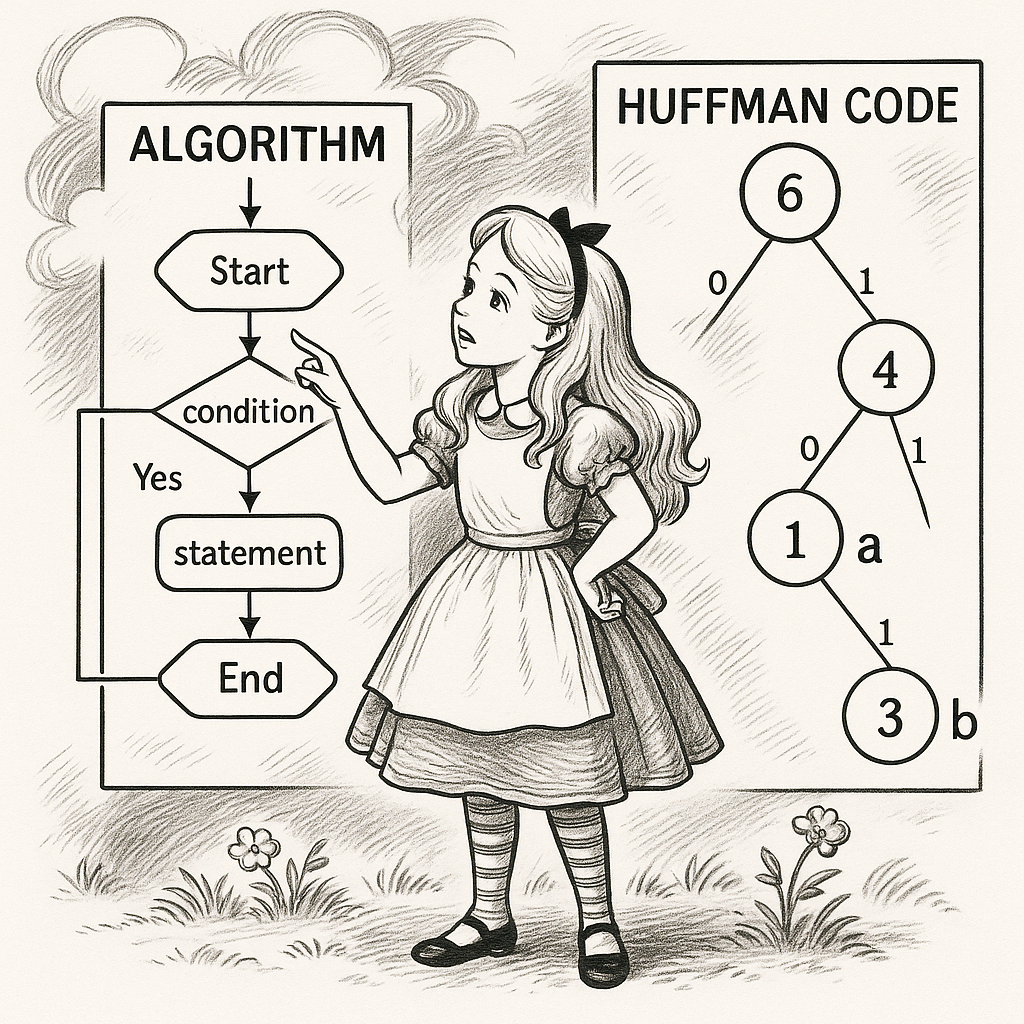 ALGORITHM
Start
condition
Yes
statement
End
HUFFMAN CODE
6
0
1
4
0
1
1
a
1
3
b